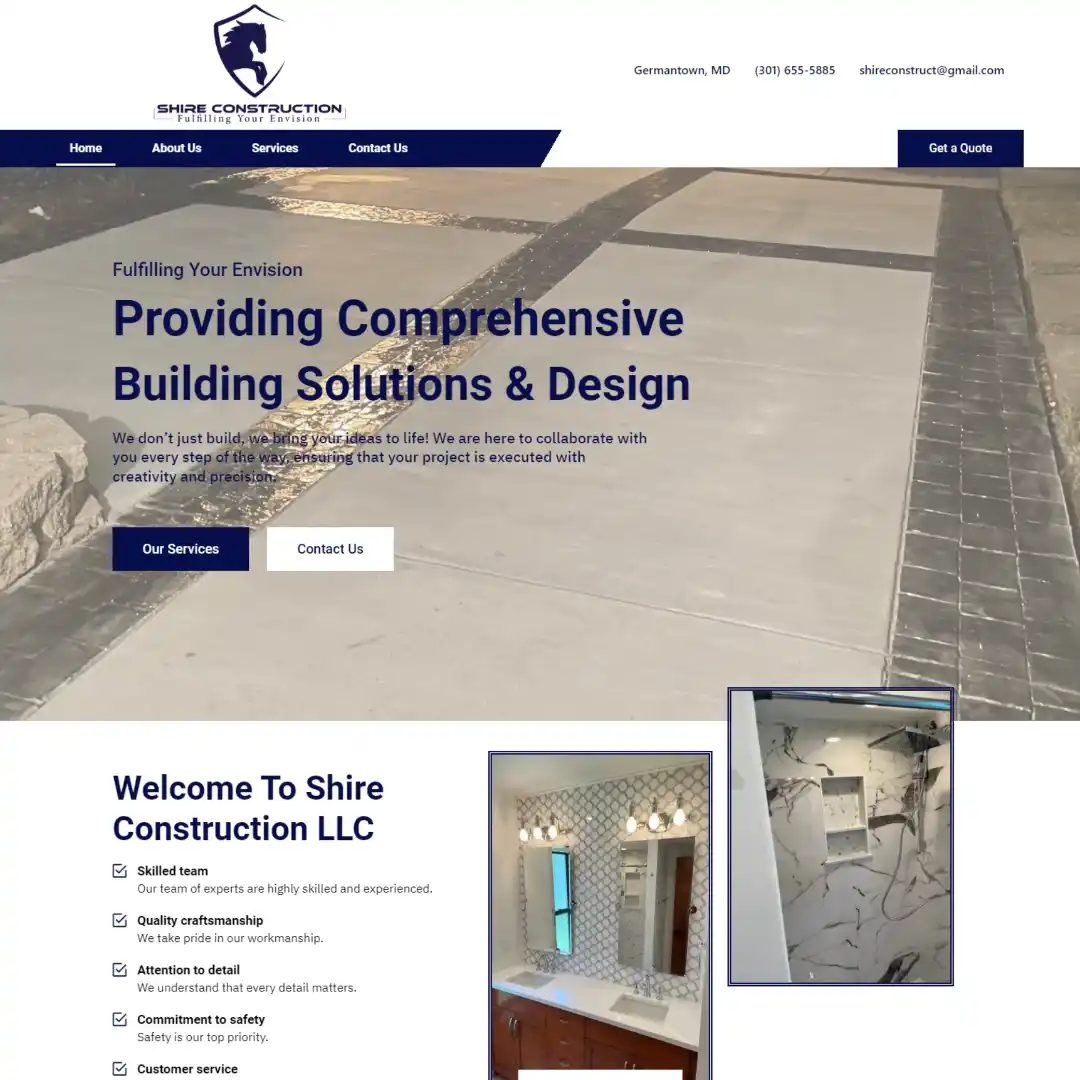 SHIRE CONSTRUCTION
Fulfilling Your Envision
Germantown, MD (301) 655-5885 shireconstruct@gmail.com
Home About Us Services Contact Us Get a Quote
Fulfilling Your Envision
Providing Comprehensive
Building Solutions & Design
We don't just build, we bring your ideas to life! We are here to collaborate with
you every step of the way, ensuring that your project is executed with
creativity and precision.
Our Services Contact Us
Welcome To Shire
Construction LLC
Skilled team
Our team of experts are highly skilled and experienced.
Quality craftsmanship
We take pride in our workmanship.
Attention to detail
We understand that every detail matters.
Commitment to safety
Safety is our top priority.
Customer service